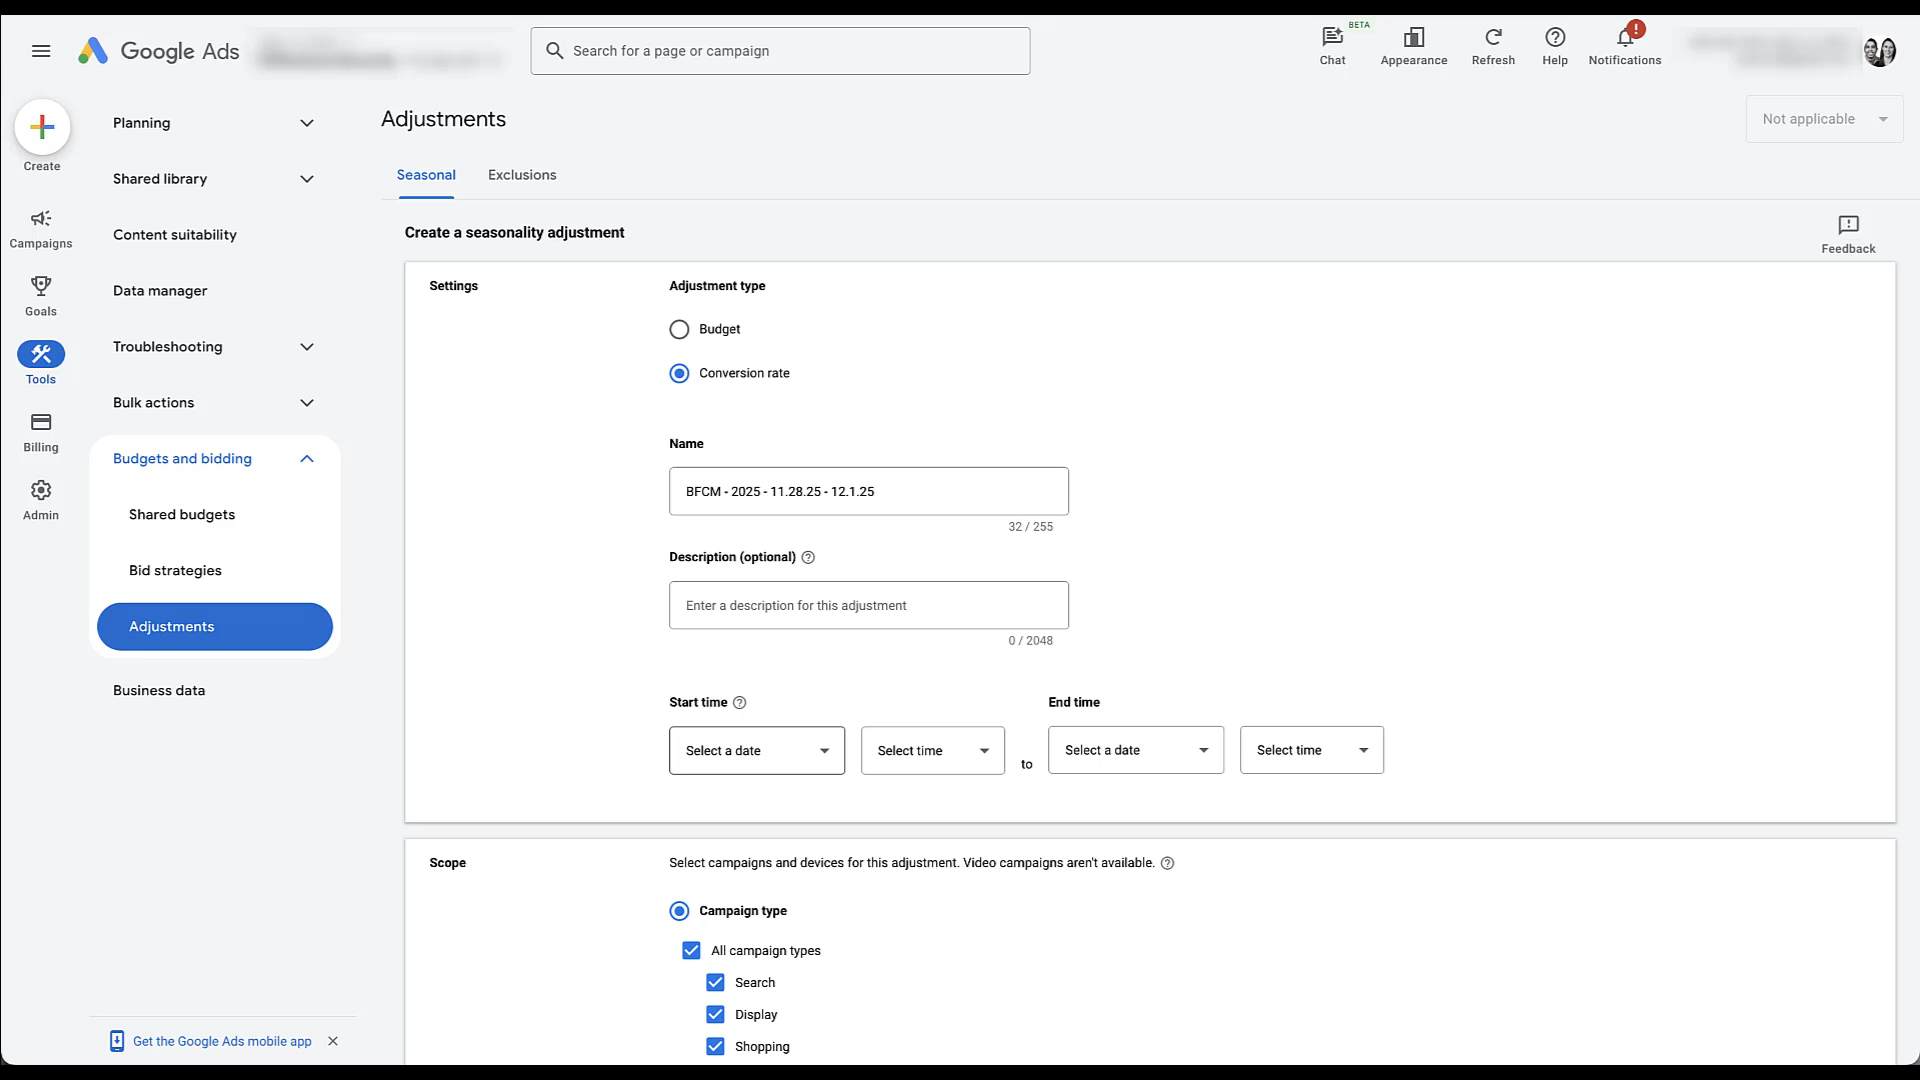 Google Ads
Search for a page or campaign
Chat
BETA
Appearance
Refresh
Help
!
Notifications
Create
Campaigns
Goals
Tools
Billing
Admin
Planning
Shared library
Content suitability
Data manager
Troubleshooting
Bulk actions
Budgets and bidding
Shared budgets
Bid strategies
Adjustments
Business data
Get the Google Ads mobile app
Adjustments
Not applicable
Seasonal
Exclusions
Create a seasonality adjustment
Feedback
Settings
Adjustment type
Budget
Conversion rate
Name
BFCM - 2025 - 11.28.25 - 12.1.25
32 / 255
Description (optional)
Enter a description for this adjustment
0 / 2048
Start time
End time
Select a date
Select time
to
Select a date
Select time
Scope
Select campaigns and devices for this adjustment. Video campaigns aren't available.
Campaign type
All campaign types
Search
Display
Shopping